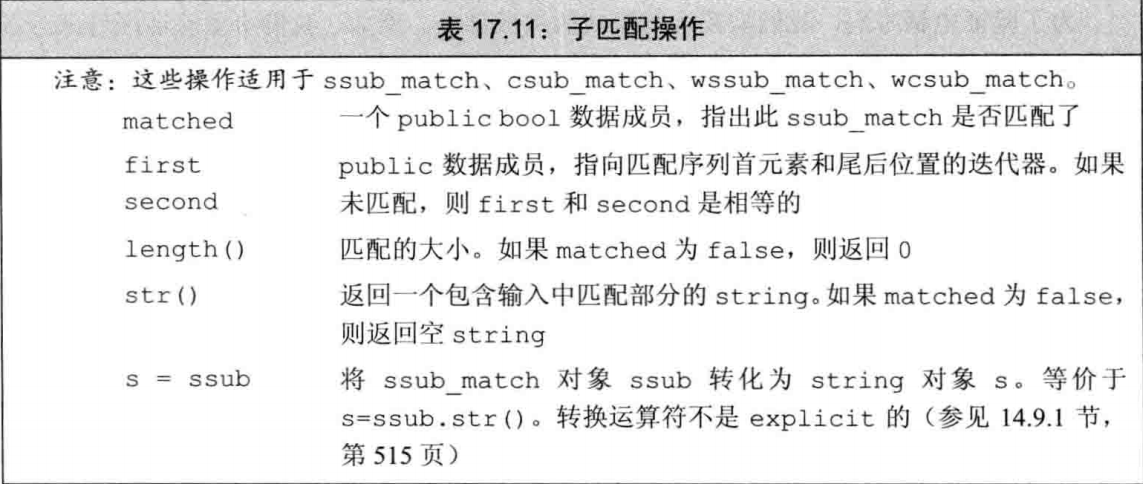 表 17.11：子匹配操作
注意：这些操作适用于 ssub_match、csub_match、wssub_match、wcsub_match。
matched 一个 public bool 数据成员，指出此 ssub_match 是否匹配了
first public 数据成员，指向匹配序列首元素和尾后位置的迭代器。如果
second 未匹配，则 first 和 second 是相等的
length() 匹配的大小。如果 matched 为 false，则返回 0
str() 返回一个包含输入中匹配部分的 string。如果 matched 为 false，
则返回空 string
s = ssub 将 ssub_match 对象 ssub 转化为 string 对象 s。等价于
s=ssub.str()。转换运算符不是 explicit 的（参见 14.9.1 节，
第 515 页）